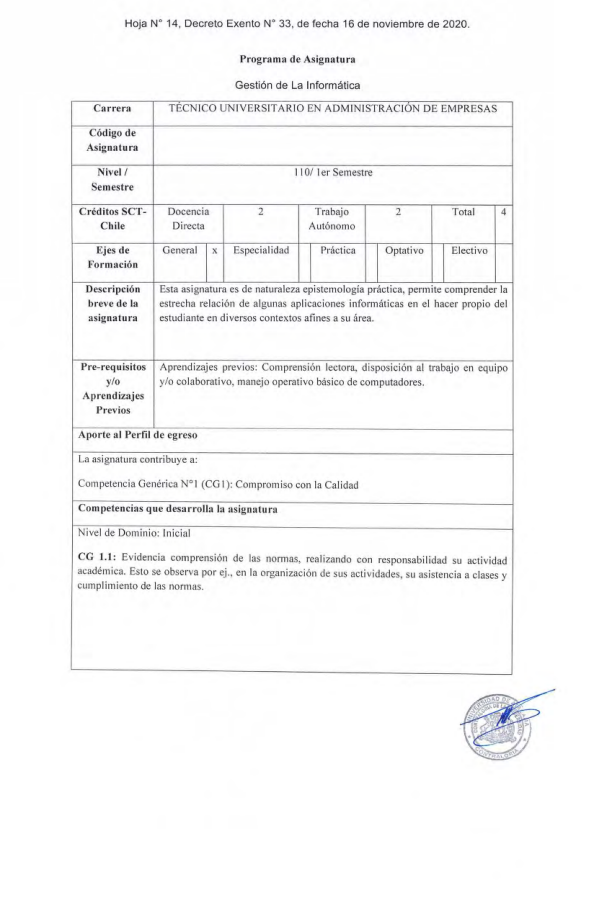 Hoja N° 14, Decreto Exento N° 33, de fecha 16 de noviembre de 2020.
Programa de Asignatura
Gestión de La Informática
Carrera TÉCNICO UNIVERSITARIO EN ADMINISTRACIÓN DE EMPRESAS
Código de
Asignatura
Nivel / 110/ 1er Semestre
Semestre
Créditos SCT- Docencia 2 Trabajo 2 Total 4
Chile Directa Autónomo
Ejes de General x Especialidad Práctica Optativo Electivo
Formación
Descripción Esta asignatura es de naturaleza epistemología práctica, permite comprender la
breve de la estrecha relación de algunas aplicaciones informáticas en el hacer propio del
asignatura estudiante en diversos contextos afines a su área.
Pre-requisitos Aprendizajes previos: Comprensión lectora, disposición al trabajo en equipo
y/o y/o colaborativo, manejo operativo básico de computadores.
Aprendizajes
Previos
Aporte al Perfil de egreso
La asignatura contribuye a:
Competencia Genérica N°1 (CG1): Compromiso con la Calidad
Competencias que desarrolla la asignatura
Nivel de Dominio: Inicial
CG 1.1: Evidencia comprensión de las normas, realizando con responsabilidad su actividad
académica. Esto se observa por ej., en la organización de sus actividades, su asistencia a clases y
cumplimiento de las normas.
CONTRALORIA